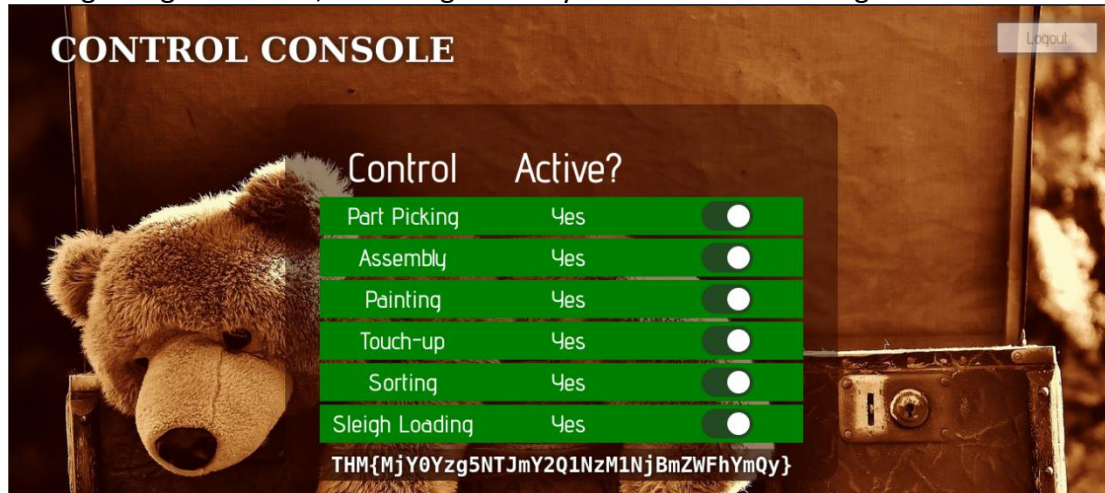 CONTROL CONSOLE
Logout
Control Active?
Part Picking Yes
Assembly Yes
Painting Yes
Touch-up Yes
Sorting Yes
Sleigh Loading Yes
THM{MjY0Yzg5NTJmY2Q1NzM1NjBmZWFhYmQy}